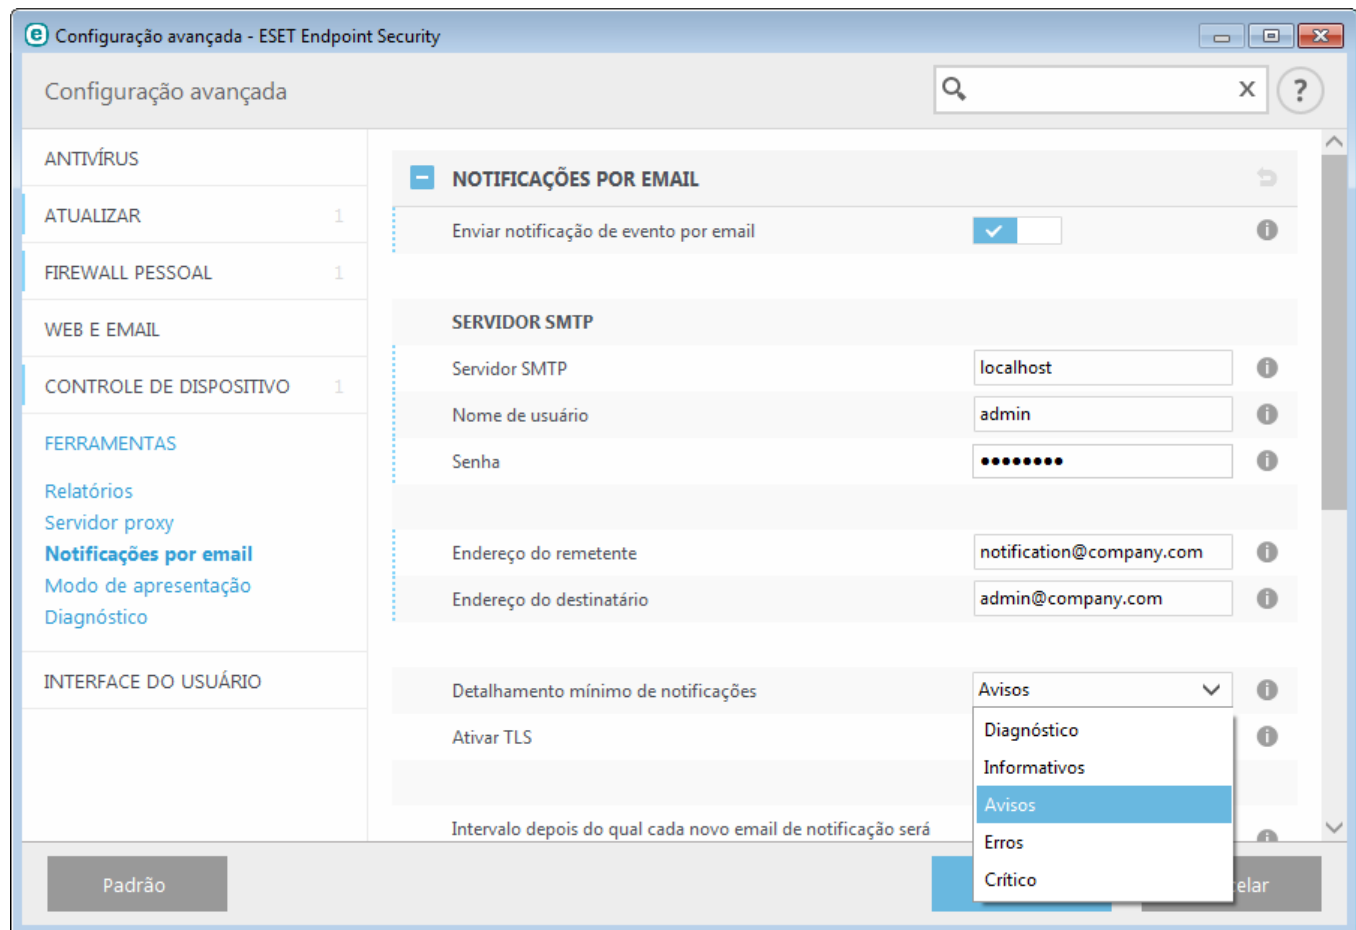 Configuração avançada - ESET Endpoint Security
Configuração avançada
ANTIVÍRUS
ATUALIZAR 1
FIREWALL PESSOAL 1
WEB E EMAIL
CONTROLE DE DISPOSITIVO 1
FERRAMENTAS
Relatórios
Servidor proxy
Notificações por email
Modo de apresentação
Diagnóstico
INTERFACE DO USUÁRIO
NOTIFICAÇÕES POR EMAIL
Enviar notificação de evento por email
SERVIDOR SMTP
Servidor SMTP localhost
Nome de usuário admin
Senha ••••••••
Endereço do remetente notification@company.com
Endereço do destinatário admin@company.com
Detalhamento mínimo de notificações Avisos
Ativar TLS
Diagnóstico
Informativos
Avisos
Erros
Crítico
Intervalo depois do qual cada novo email de notificação será
Padrão
elar